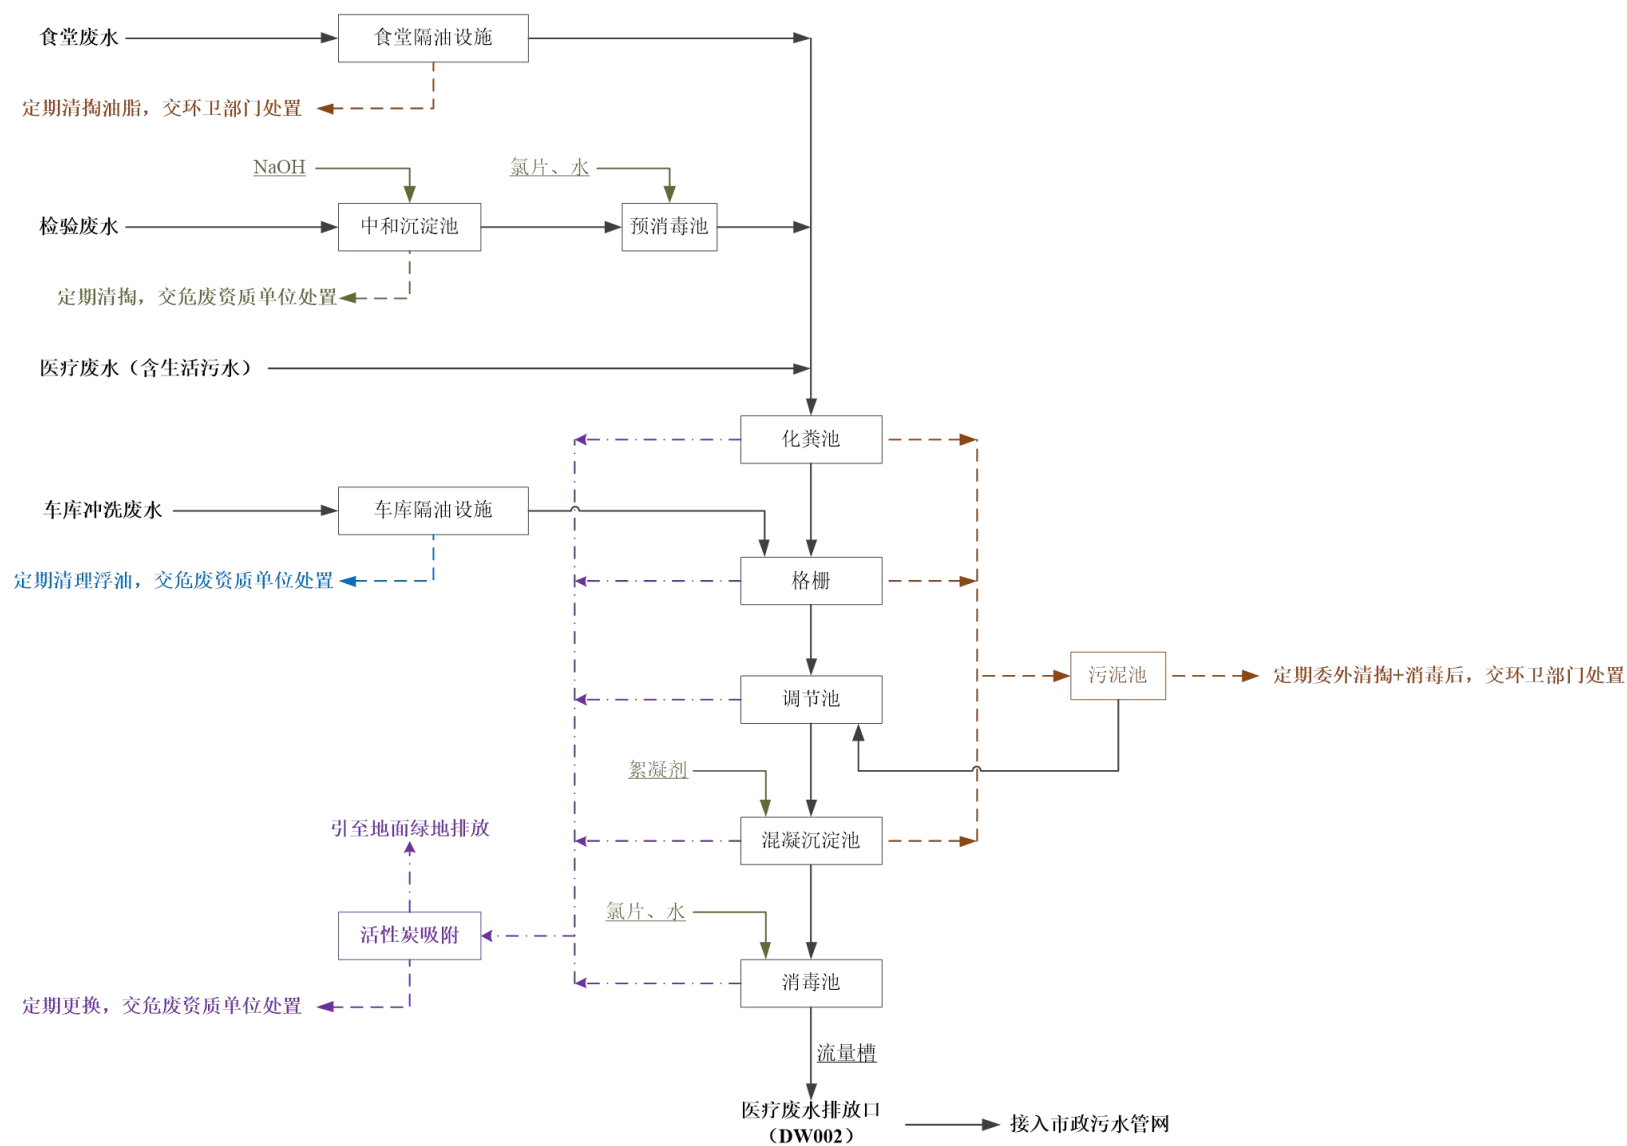 食堂废水
食堂隔油设施
定期清掏油脂，交环卫部门处置
NaOH
氯片、水
检验废水
中和沉淀池
预消毒池
定期清掏，交危废资质单位处置
医疗废水（含生活污水）
化粪池
车库冲洗废水
车库隔油设施
定期清理浮油，交危废资质单位处置
格栅
污泥池
定期委外清掏+消毒后，交环卫部门处置
调节池
絮凝剂
引至地面绿地排放
混凝沉淀池
氯片、水
活性炭吸附
消毒池
定期更换，交危废资质单位处置
流量槽
医疗废水排放口
（DW002）
接入市政污水管网